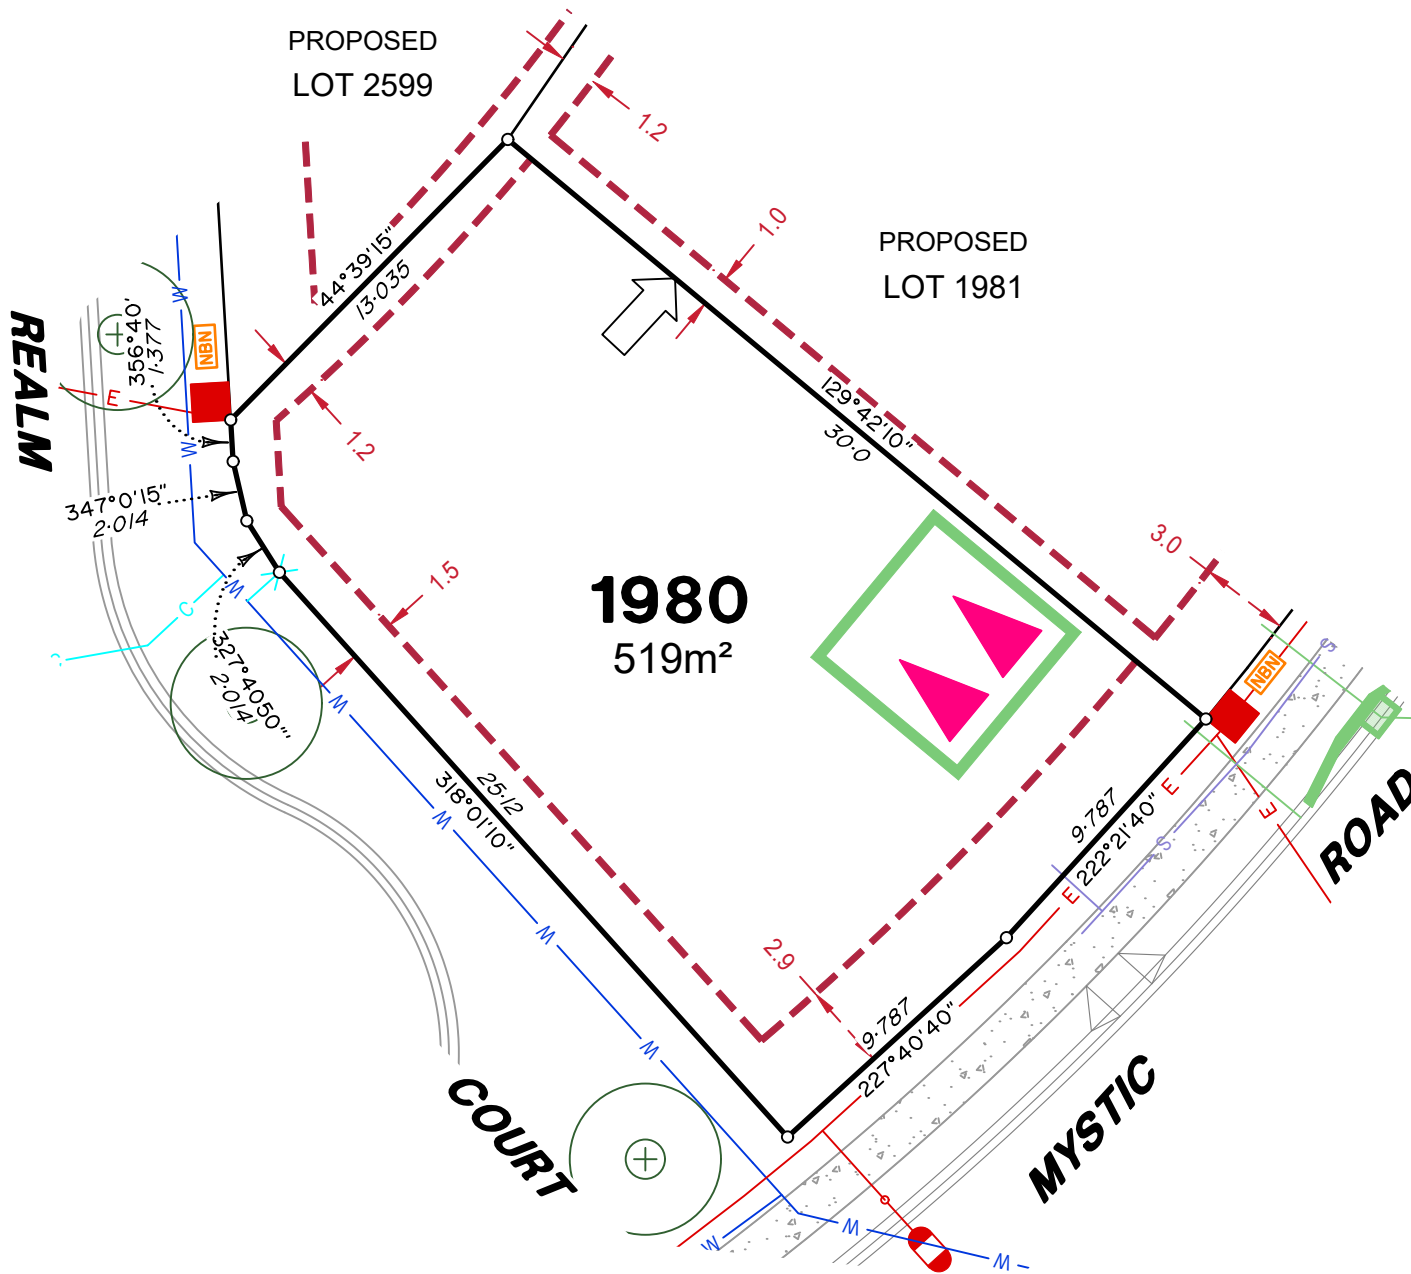 PROPOSED
LOT 2599
1.2
1.0
PROPOSED
LOT 1981
44°39'15"
13·035
W
NBN
356°40'
1·377
REALM
E
W
1.2
129°42'10"
30·0
347°0'15"
2·014
3.0
1.5
W
C
1980
519m²
327°40'50"
2·014
S
NBN
W
25·12
318°01'10"
W
E
E
9·787
222°21'40"
S
ROAD
E
W
2.9
9·787
227°40'40"
W
COURT
MYSTIC
W
W
W